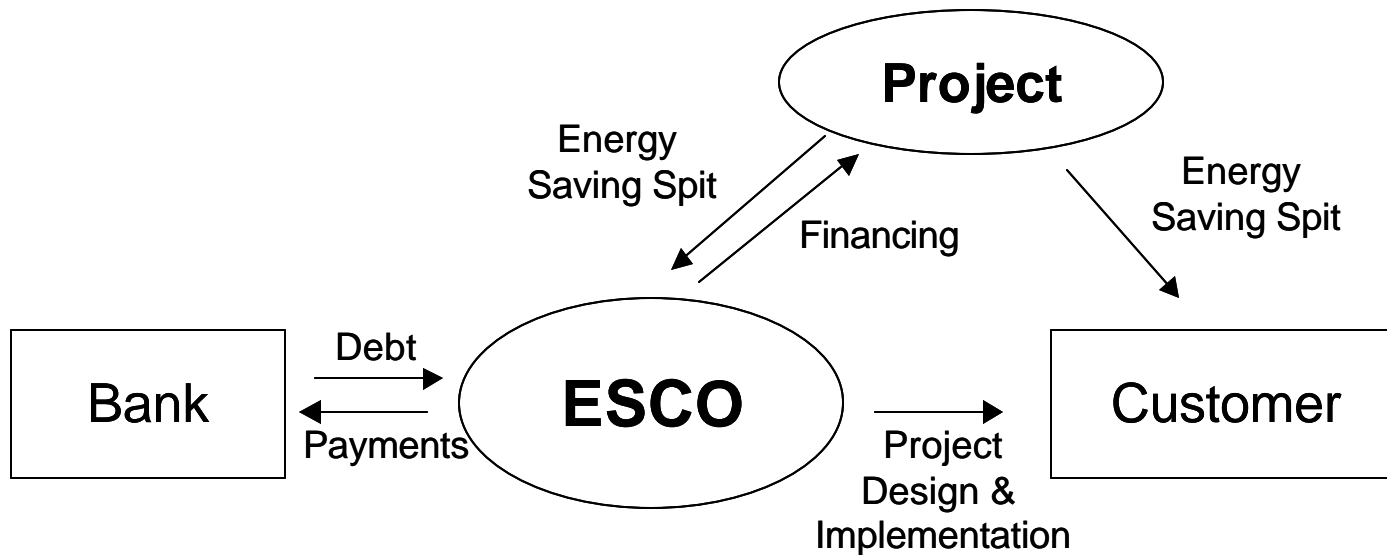 Project
Energy
Saving Spit
Energy
Saving Spit
Financing
Debt
Bank
ESCO
Customer
Payments
Project
Design &
Implementation